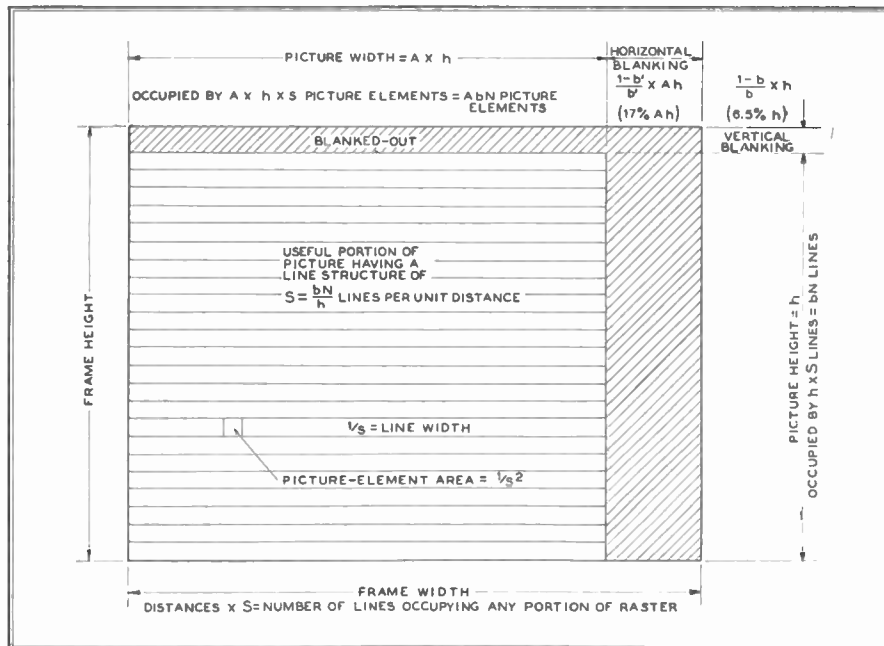 PICTURE WIDTH = A × h
HORIZONTAL
BLANKING
1-b'/b' × Ah
(17% Ah)
1-b/b × h
(6.5% h)
VERTICAL
BLANKING
OCCUPIED BY A × h × S PICTURE ELEMENTS = AbN PICTURE
ELEMENTS
BLANKED-OUT
USEFUL PORTION OF
PICTURE HAVING A
LINE STRUCTURE OF
S = bN/h LINES PER UNIT DISTANCE
FRAME HEIGHT
PICTURE HEIGHT = h
OCCUPIED BY h × S LINES = bN LINES
1/S = LINE WIDTH
PICTURE-ELEMENT AREA = 1/S²
FRAME WIDTH
DISTANCES × S = NUMBER OF LINES OCCUPYING ANY PORTION OF RASTER